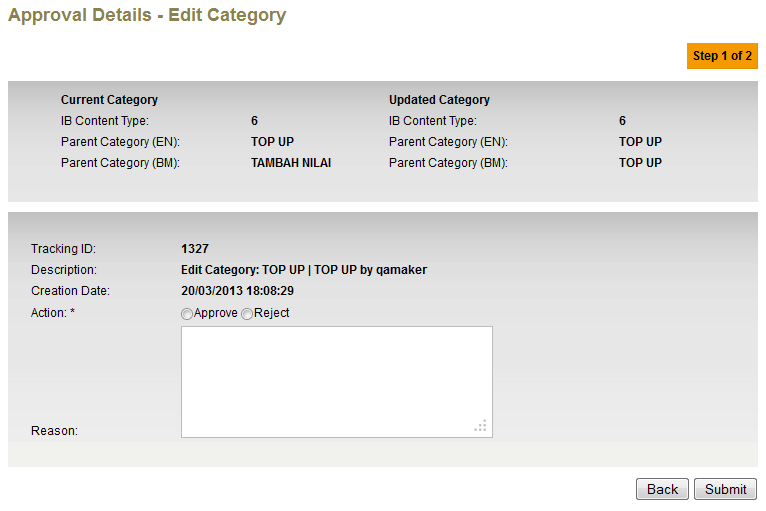 Approval Details - Edit Category
Step 1 of 2
Current Category Updated Category
IB Content Type: 6 IB Content Type: 6
Parent Category (EN): TOP UP Parent Category (EN): TOP UP
Parent Category (BM): TAMBAH NILAI Parent Category (BM): TOP UP
Tracking ID: 1327
Description: Edit Category: TOP UP | TOP UP by qamaker
Creation Date: 20/03/2013 18:08:29
Action: * Approve Reject
Reason:
Back Submit